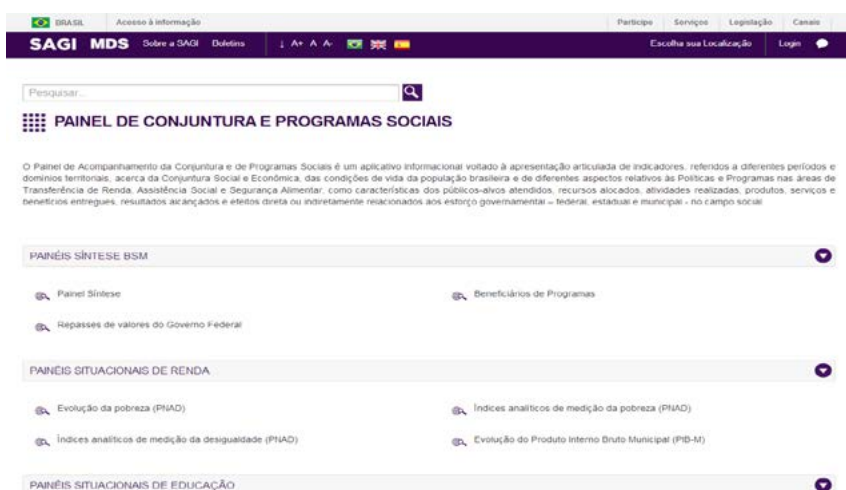 BRASIL Acesso à informação Participe Serviços Legislação Canais
SAGI MDS Sobre a SAGI Boletins ↓ A+ A A- Escolha sua Localização Login
Pesquisar...
PAINEL DE CONJUNTURA E PROGRAMAS SOCIAIS
O Painel de Acompanhamento da Conjuntura e de Programas Sociais é um aplicativo informacional voltado à apresentação articulada de indicadores, referidos a diferentes períodos e
domínios territoriais, acerca da Conjuntura Social e Econômica, das condições de vida da população brasileira e de diferentes aspectos relativos às Políticas e Programas nas áreas de
Transferência de Renda, Assistência Social e Segurança Alimentar, como características dos públicos-alvos atendidos, recursos alocados, atividades realizadas, produtos, serviços e
benefícios entregues, resultados alcançados e efeitos direta ou indiretamente relacionados aos esforço governamental – federal, estadual e municipal - no campo social
PAINÉIS SÍNTESE BSM
Painel Síntese Beneficiários de Programas
Repasses de valores do Governo Federal
PAINÉIS SITUACIONAIS DE RENDA
Evolução da pobreza (PNAD) Índices analíticos de medição da pobreza (PNAD)
Índices analíticos de medição da desigualdade (PNAD) Evolução do Produto Interno Bruto Municipal (PIB-M)
PAINÉIS SITUACIONAIS DE EDUCAÇÃO